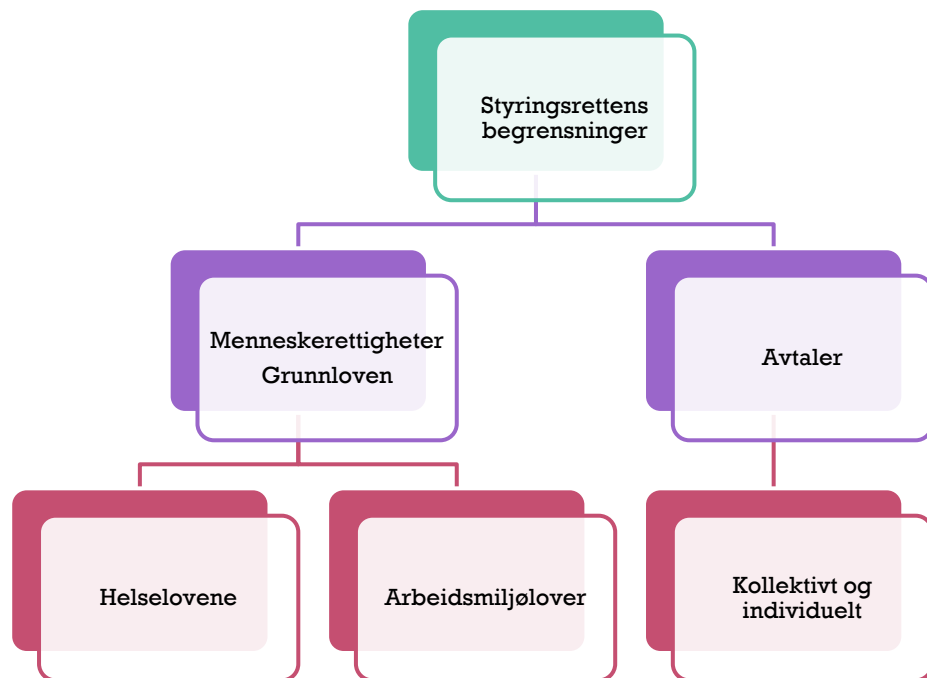 Styringsrettens
begrensninger
Menneskerettigheter
Grunnloven
Avtaler
Helselovene
Arbeidsmiljølover
Kollektivt og
individuelt